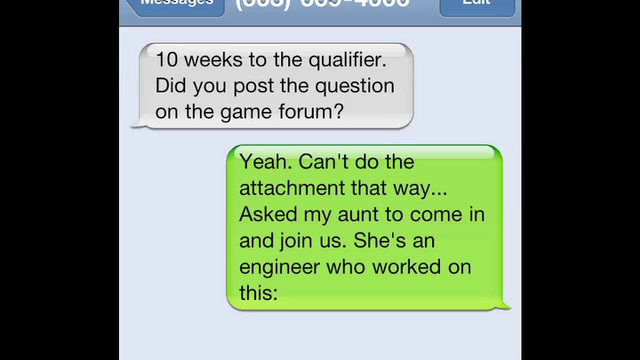 Messages
Edit
10 weeks to the qualifier.
Did you post the question
on the game forum?
Yeah. Can't do the
attachment that way...
Asked my aunt to come in
and join us. She's an
engineer who worked on
this: